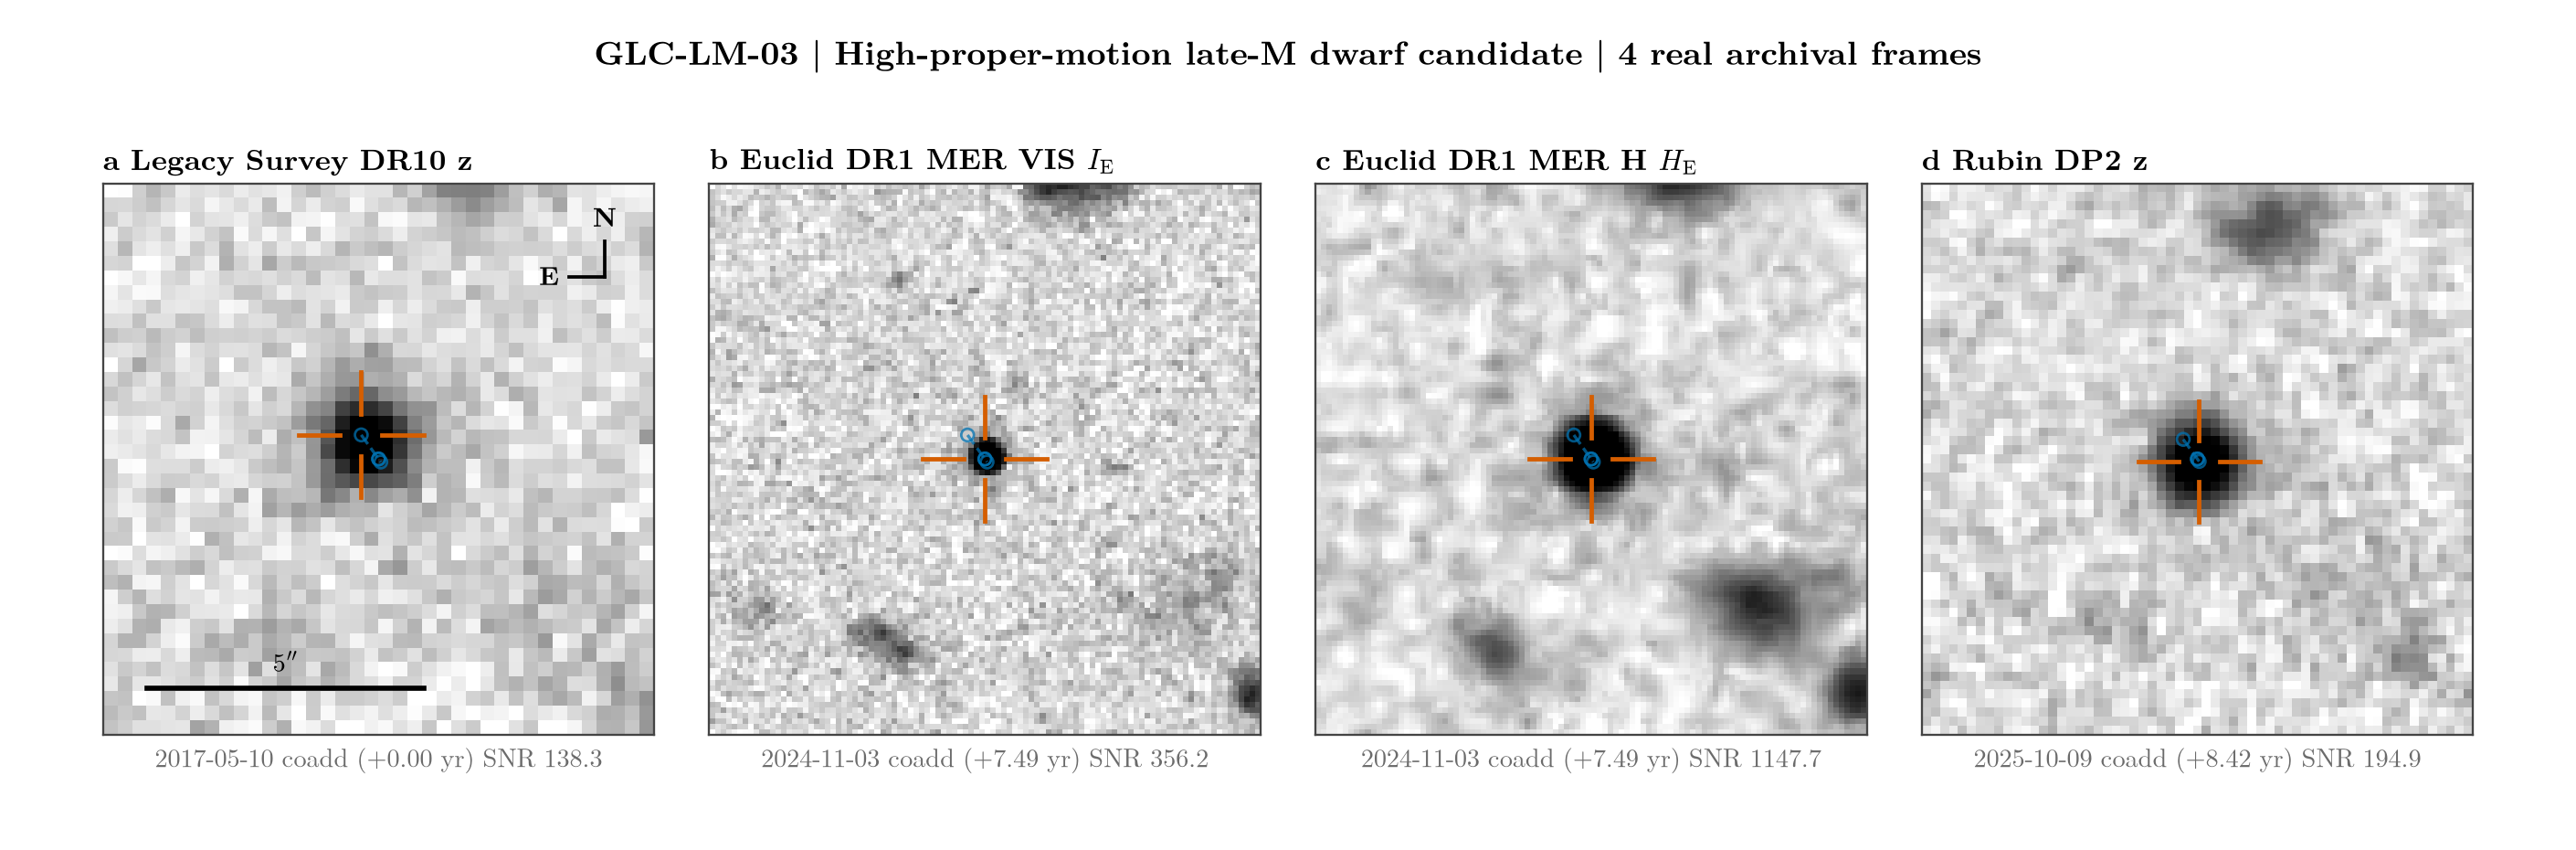 GLC-LM-03 | High-proper-motion late-M dwarf candidate | 4 real archival frames
a Legacy Survey DR10 z
N
E
5″
2017-05-10 coadd (+0.00 yr) SNR 138.3
b Euclid DR1 MER VIS I_E
2024-11-03 coadd (+7.49 yr) SNR 356.2
c Euclid DR1 MER H H_E
2024-11-03 coadd (+7.49 yr) SNR 1147.7
d Rubin DP2 z
2025-10-09 coadd (+8.42 yr) SNR 194.9